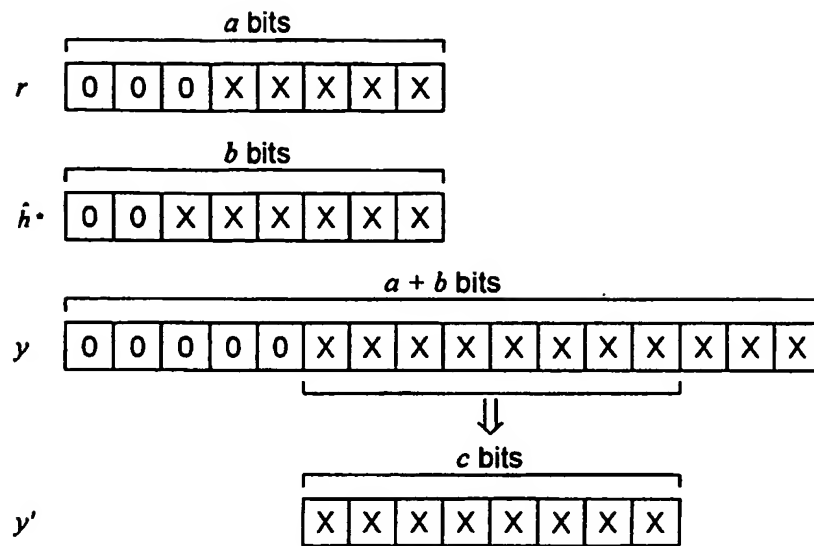 a bits
r 0 0 0 X X X X X
b bits
ĥ* 0 0 X X X X X X
a + b bits
y 0 0 0 0 0 X X X X X X X X X X X
⇓
c bits
y' X X X X X X X X